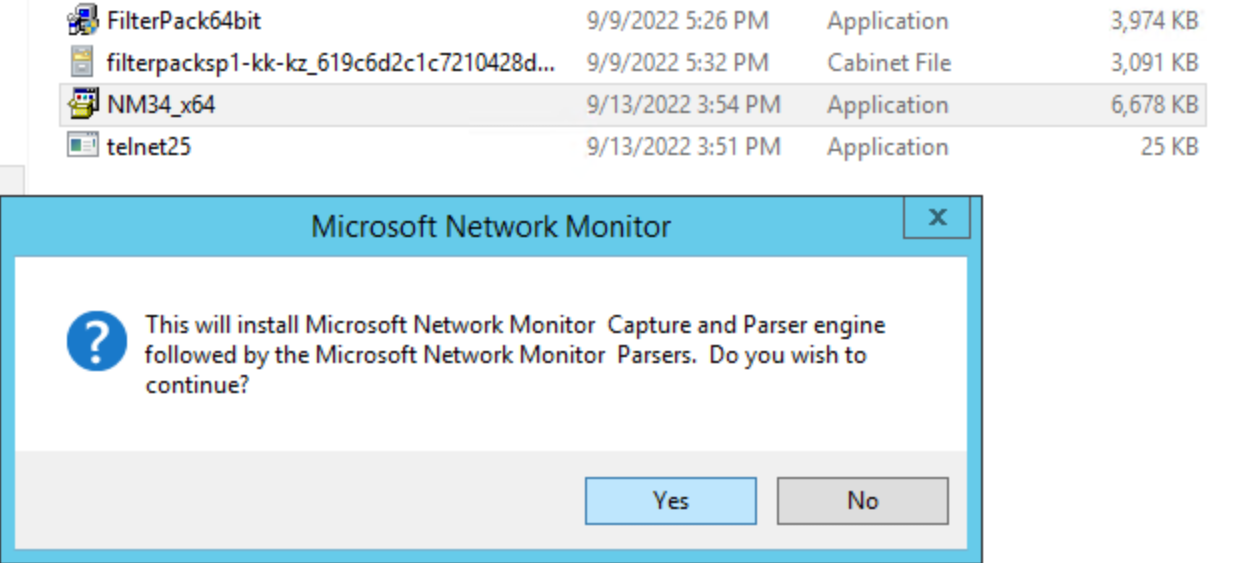 FilterPack64bit 9/9/2022 5:26 PM Application 3,974 KB
filterpacksp1-kk-kz_619c6d2c1c7210428d... 9/9/2022 5:32 PM Cabinet File 3,091 KB
NM34_x64 9/13/2022 3:54 PM Application 6,678 KB
telnet25 9/13/2022 3:51 PM Application 25 KB
Microsoft Network Monitor x
This will install Microsoft Network Monitor  Capture and Parser engine
followed by the Microsoft Network Monitor  Parsers.  Do you wish to
continue?
Yes No